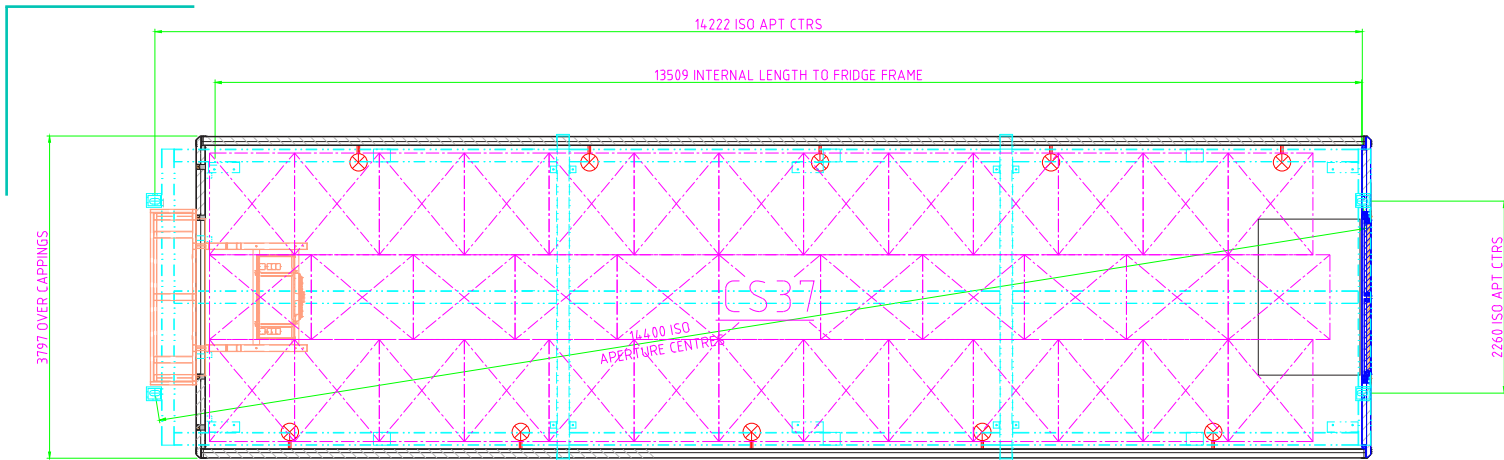 14222 ISO APT CTRS
13509 INTERNAL LENGTH TO FRIDGE FRAME
3797 OVER CAPPINGS
CS37
14400 ISO
APERTURE CENTRES
2260 ISO APT CTRS